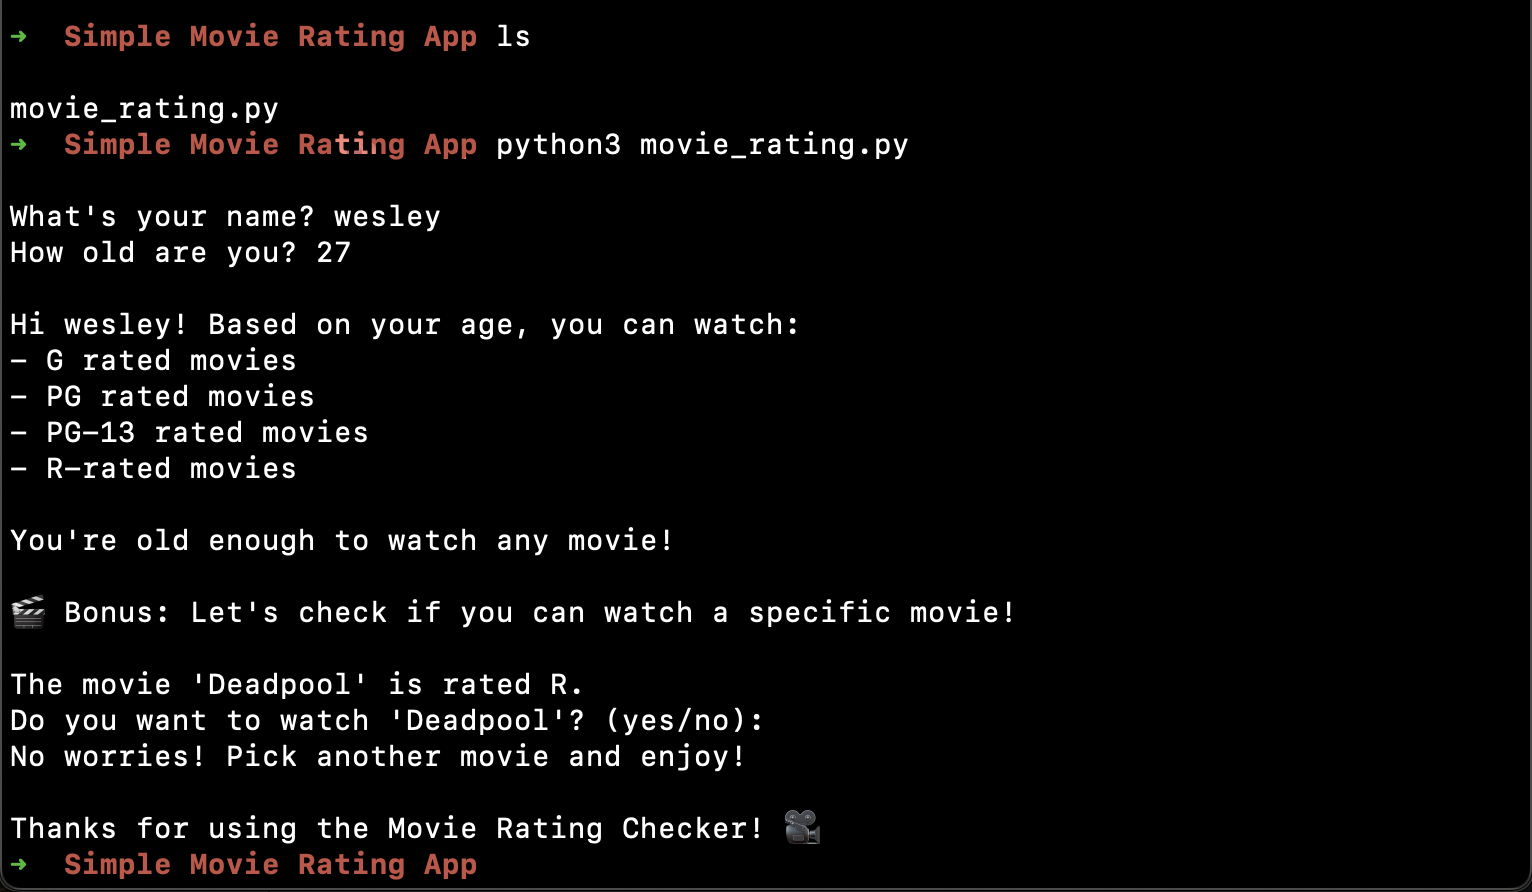 ➜  Simple Movie Rating App ls
movie_rating.py
➜  Simple Movie Rating App python3 movie_rating.py
What's your name? wesley
How old are you? 27
Hi wesley! Based on your age, you can watch:
- G rated movies
- PG rated movies
- PG-13 rated movies
- R-rated movies
You're old enough to watch any movie!
🎬 Bonus: Let's check if you can watch a specific movie!
The movie 'Deadpool' is rated R.
Do you want to watch 'Deadpool'? (yes/no):
No worries! Pick another movie and enjoy!
Thanks for using the Movie Rating Checker! 🎥
➜  Simple Movie Rating App